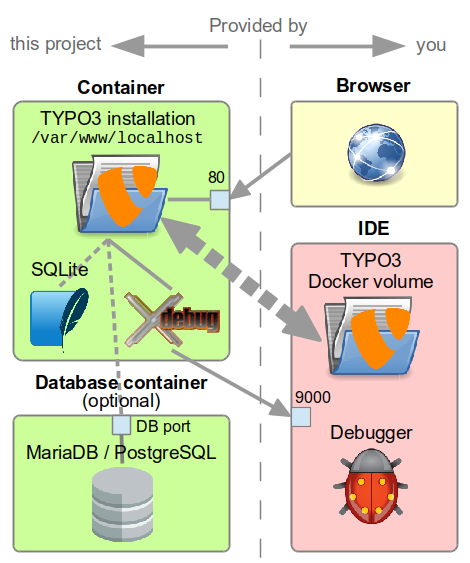 Provided by
this project
you
Container
TYPO3 installation
/var/www/localhost
80
SQLite
Xdebug
Database container
(optional)
DB port
MariaDB / PostgreSQL
Browser
IDE
TYPO3
Docker volume
9000
Debugger